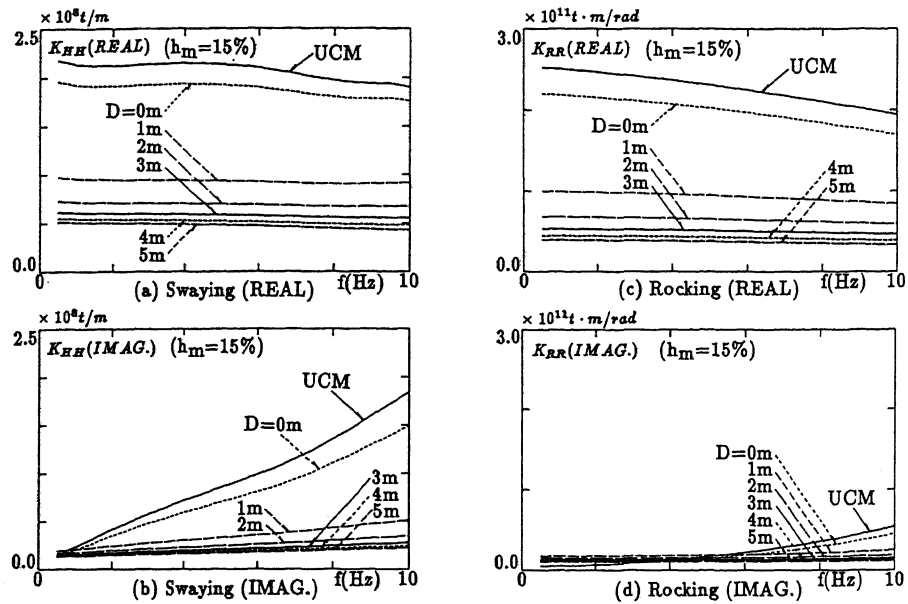 × 10⁸t/m
2.5
K_HH(REAL) (h_m=15%)
UCM
D=0m
1m
2m
3m
4m
5m
0.0
0
f(Hz)
10
(a) Swaying (REAL)
× 10¹¹t · m/rad
3.0
K_RR(REAL) (h_m=15%)
UCM
D=0m
1m
2m
3m
4m
5m
0.0
0
f(Hz)
10
(c) Rocking (REAL)
× 10⁸t/m
2.5
K_HH(IMAG.) (h_m=15%)
UCM
D=0m
3m
4m
5m
1m
2m
0.0
0
f(Hz)
10
(b) Swaying (IMAG.)
× 10¹¹t · m/rad
3.0
K_RR(IMAG.) (h_m=15%)
D=0m
1m
2m
3m
4m
5m
UCM
0.0
0
f(Hz)
10
(d) Rocking (IMAG.)